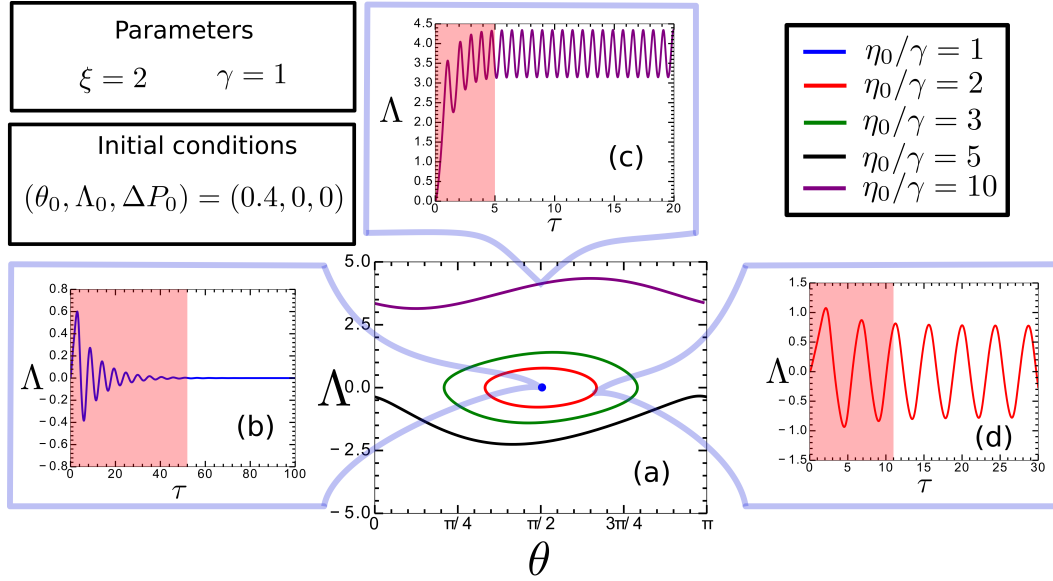 Parameters
ξ = 2 γ = 1
Initial conditions
(θ₀, Λ₀, ΔP₀) = (0.4, 0, 0)
4.5
4.0
3.5
3.0
2.5
2.0
1.5
1.0
0.5
0.0
Λ
(c)
0 5 10 15 20
τ
η₀/γ = 1
η₀/γ = 2
η₀/γ = 3
η₀/γ = 5
η₀/γ = 10
0.8
0.6
0.4
0.2
0.0
−0.2
−0.4
−0.6
−0.8
Λ
(b)
0 20 40 60 80 100
τ
5.0
2.5
0.0
−2.5
−5.0
Λ
(a)
0 π/4 π/2 3π/4 π
θ
1.5
1.0
0.5
0.0
−0.5
−1.0
−1.5
Λ
(d)
0 5 10 15 20 25 30
τ